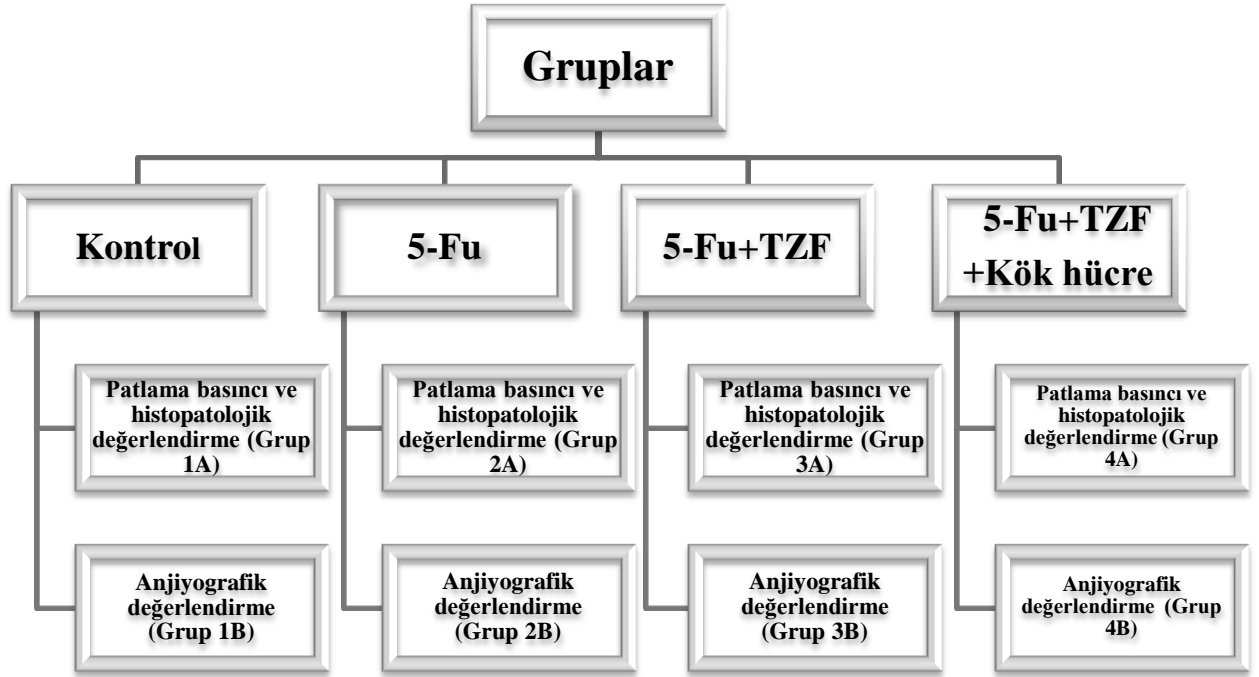 Gruplar
Kontrol
Patlama basıncı ve
histopatolojik
değerlendirme (Grup
1A)
Anjiyografik
değerlendirme
(Grup 1B)
5-Fu
Patlama basıncı ve
histopatolojik
değerlendirme (Grup
2A)
Anjiyografik
değerlendirme
(Grup 2B)
5-Fu+TZF
Patlama basıncı ve
histopatolojik
değerlendirme (Grup
3A)
Anjiyografik
değerlendirme
(Grup 3B)
5-Fu+TZF
+Kök hücre
Patlama basıncı ve
histopatolojik
değerlendirme (Grup
4A)
Anjiyografik
değerlendirme (Grup
4B)